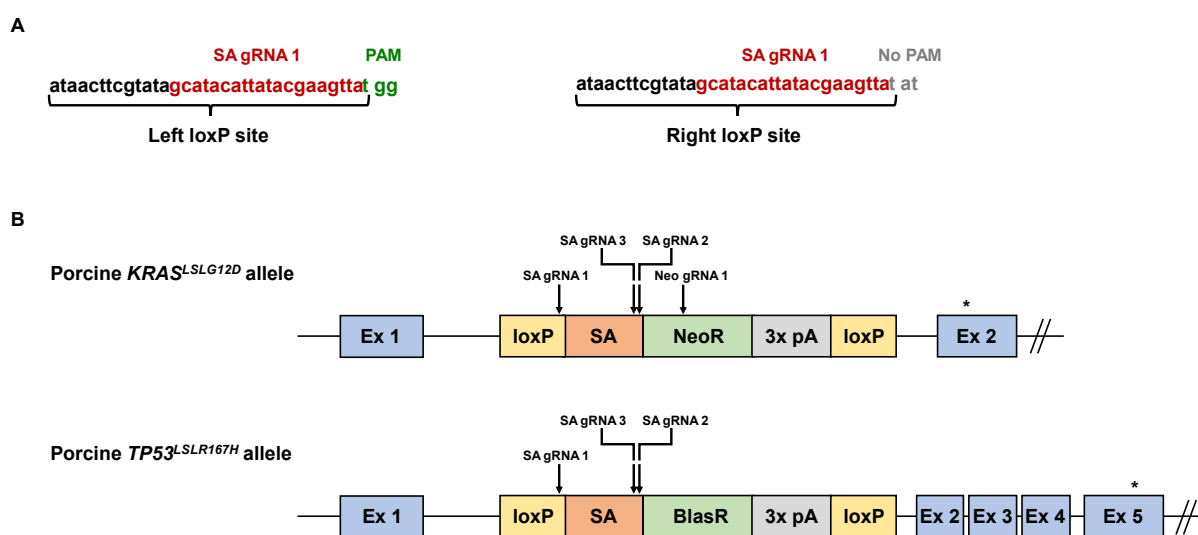 A
SA gRNA 1 PAM
ataacttcgtatagcatacattatacgaagttat gg
Left loxP site
SA gRNA 1 No PAM
ataacttcgtatagcatacattatacgaagttat at
Right loxP site
B
Porcine KRASLSLG12D allele
SA gRNA 3 SA gRNA 2
SA gRNA 1 Neo gRNA 1
*
Ex 1 loxP SA NeoR 3x pA loxP Ex 2 //
Porcine TP53LSLR167H allele
SA gRNA 3 SA gRNA 2
SA gRNA 1
*
Ex 1 loxP SA BlasR 3x pA loxP Ex 2 Ex 3 Ex 4 Ex 5 //